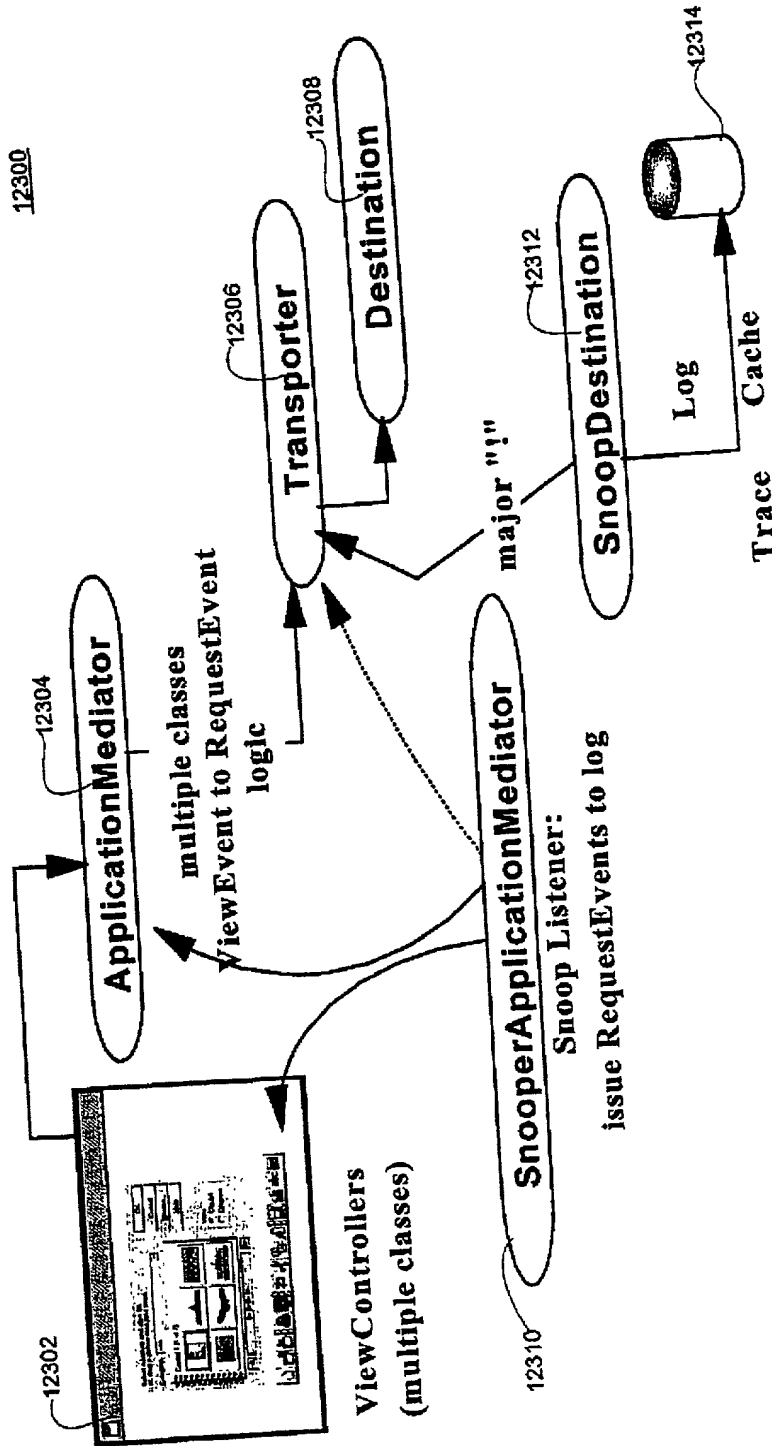 12300
12302
ViewControllers
(multiple classes)
12304
ApplicationMediator
multiple classes
ViewEvent to RequestEvent
logic
12306
Transporter
12308
Destination
12310
SnooperApplicationMediator
Snoop Listener:
issue RequestEvents to log
major "!"
12312
SnoopDestination
Log
Trace
Cache
12314